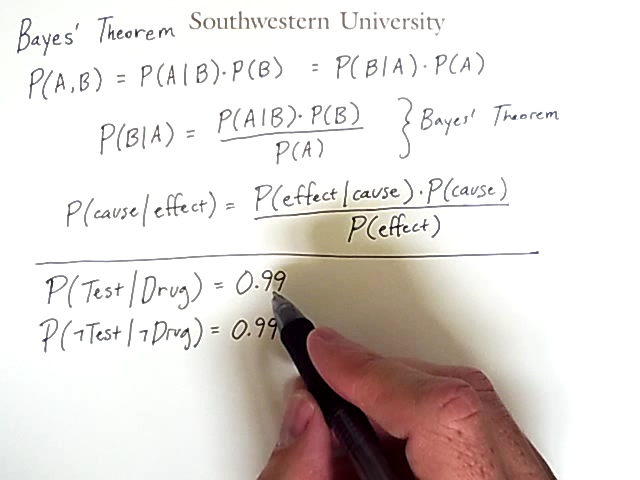 Bayes' Theorem Southwestern University
P(A,B) = P(A|B)·P(B) = P(B|A)·P(A)
P(B|A) = P(A|B)·P(B) / P(A) } Bayes' Theorem
P(cause/effect) = P(effect|cause)·P(cause) / P(effect)
P(Test/Drug) = 0.99
P(¬Test/¬Drug) = 0.99